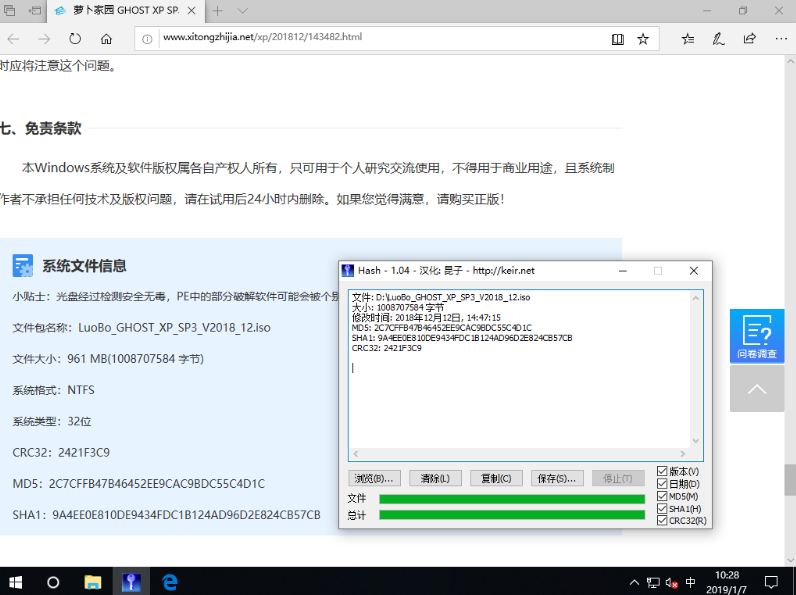 萝卜家园 GHOST XP SP
www.xitongzhijia.net/xp/201812/143482.html
时应将注意这个问题。
七、免责条款
本Windows系统及软件版权属各自产权人所有，只可用于个人研究交流使用，不得用于商业用途，且系统制
作者不承担任何技术及版权问题，请在试用后24小时内删除。如果您觉得满意，请购买正版！
系统文件信息
小贴士：光盘经过检测安全无毒，PE中的部分破解软件可能会被个别
文件包名称：LuoBo_GHOST_XP_SP3_V2018_12.iso
文件大小：961 MB(1008707584 字节)
系统格式：NTFS
系统类型：32位
CRC32：2421F3C9
MD5：2C7CFFB47B46452EE9CAC9BDC55C4D1C
SHA1：9A4EE0E810DE9434FDC1B124AD96D2E824CB57CB
Hash - 1.04 - 汉化: 昆子 - http://keir.net
文件: D:\LuoBo_GHOST_XP_SP3_V2018_12.iso
大小: 1008707584 字节
修改时间: 2018年12月12日, 14:47:15
MD5: 2C7CFFB47B46452EE9CAC9BDC55C4D1C
SHA1: 9A4EE0E810DE9434FDC1B124AD96D2E824CB57CB
CRC32: 2421F3C9
浏览(B)... 清除(L) 复制(C) 保存(S)... 停止(T)
版本(V)
日期(D)
MD5(M)
SHA1(H)
CRC32(R)
文件
总计
问卷调查
中
10:28
2019/1/7